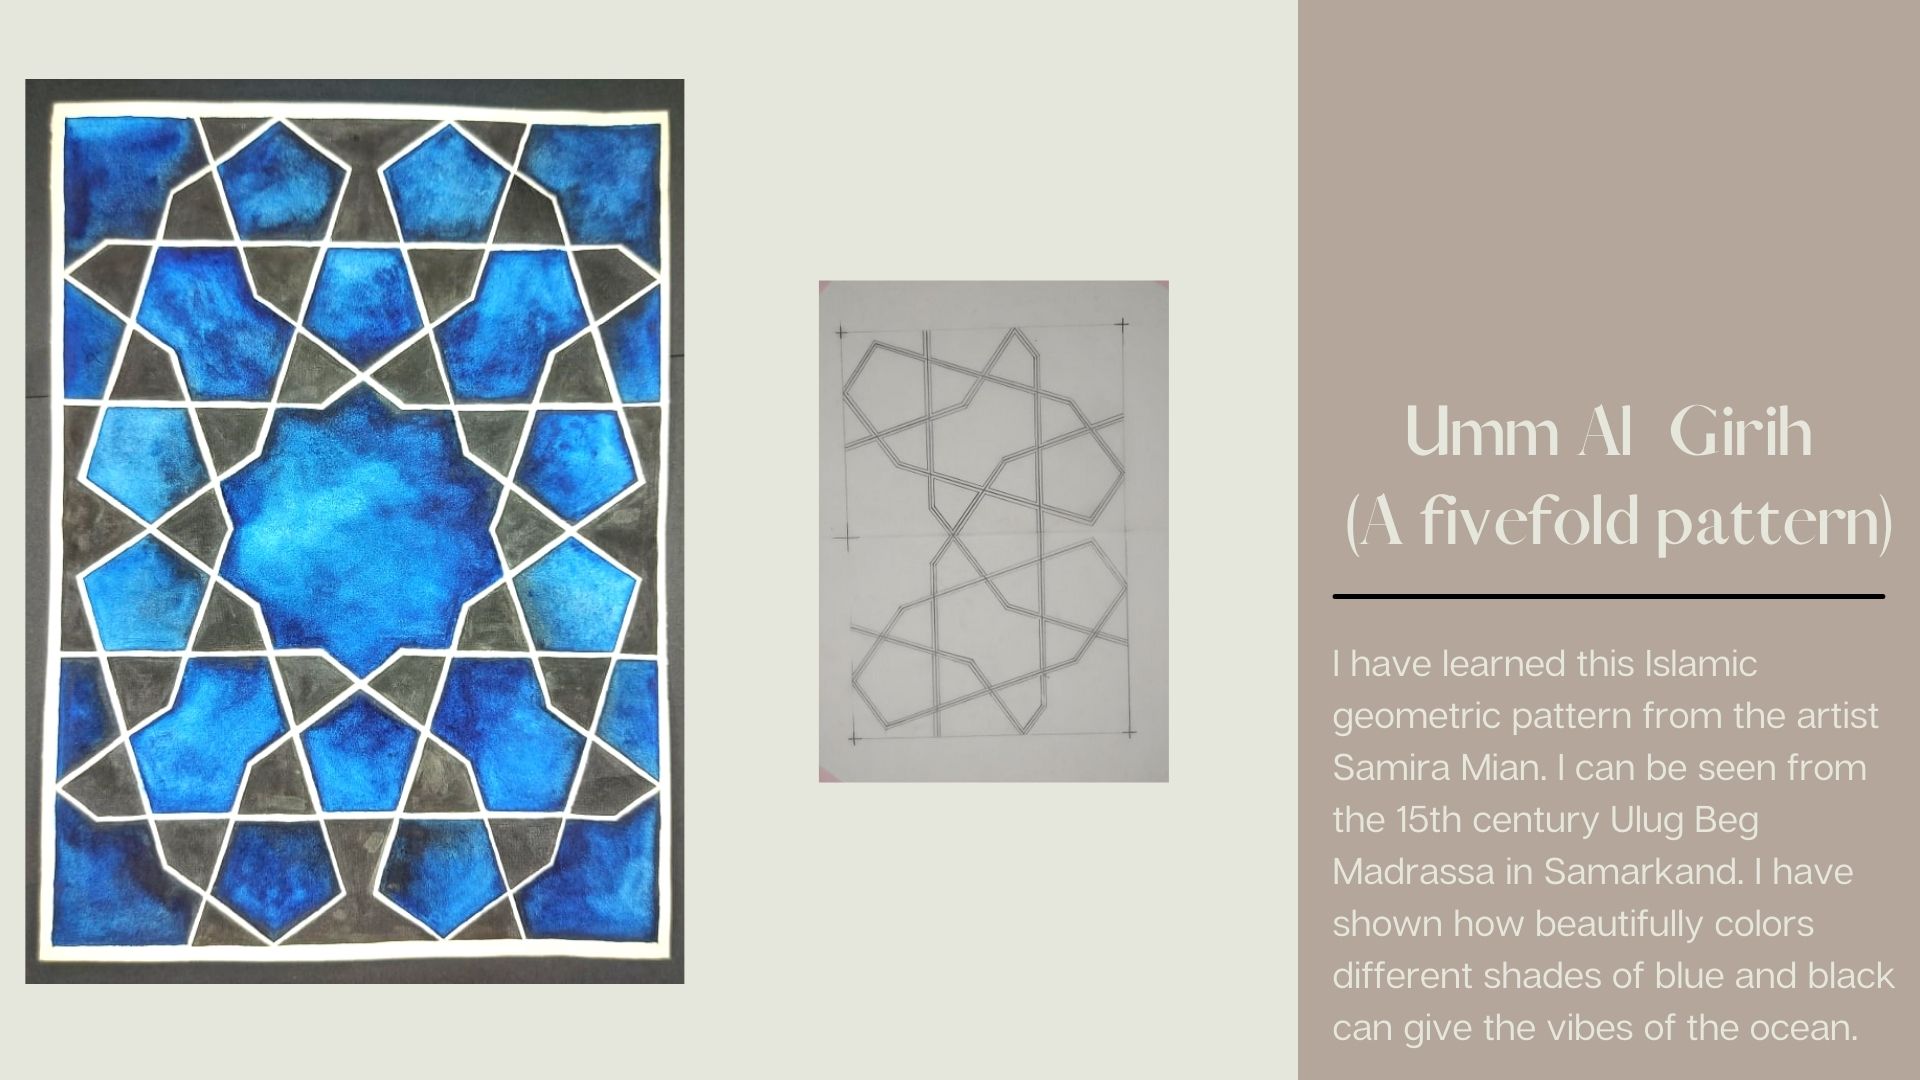 Umm Al Girih
(A fivefold pattern)
I have learned this Islamic
geometric pattern from the artist
Samira Mian. I can be seen from
the 15th century Ulug Beg
Madrassa in Samarkand. I have
shown how beautifully colors
different shades of blue and black
can give the vibes of the ocean.